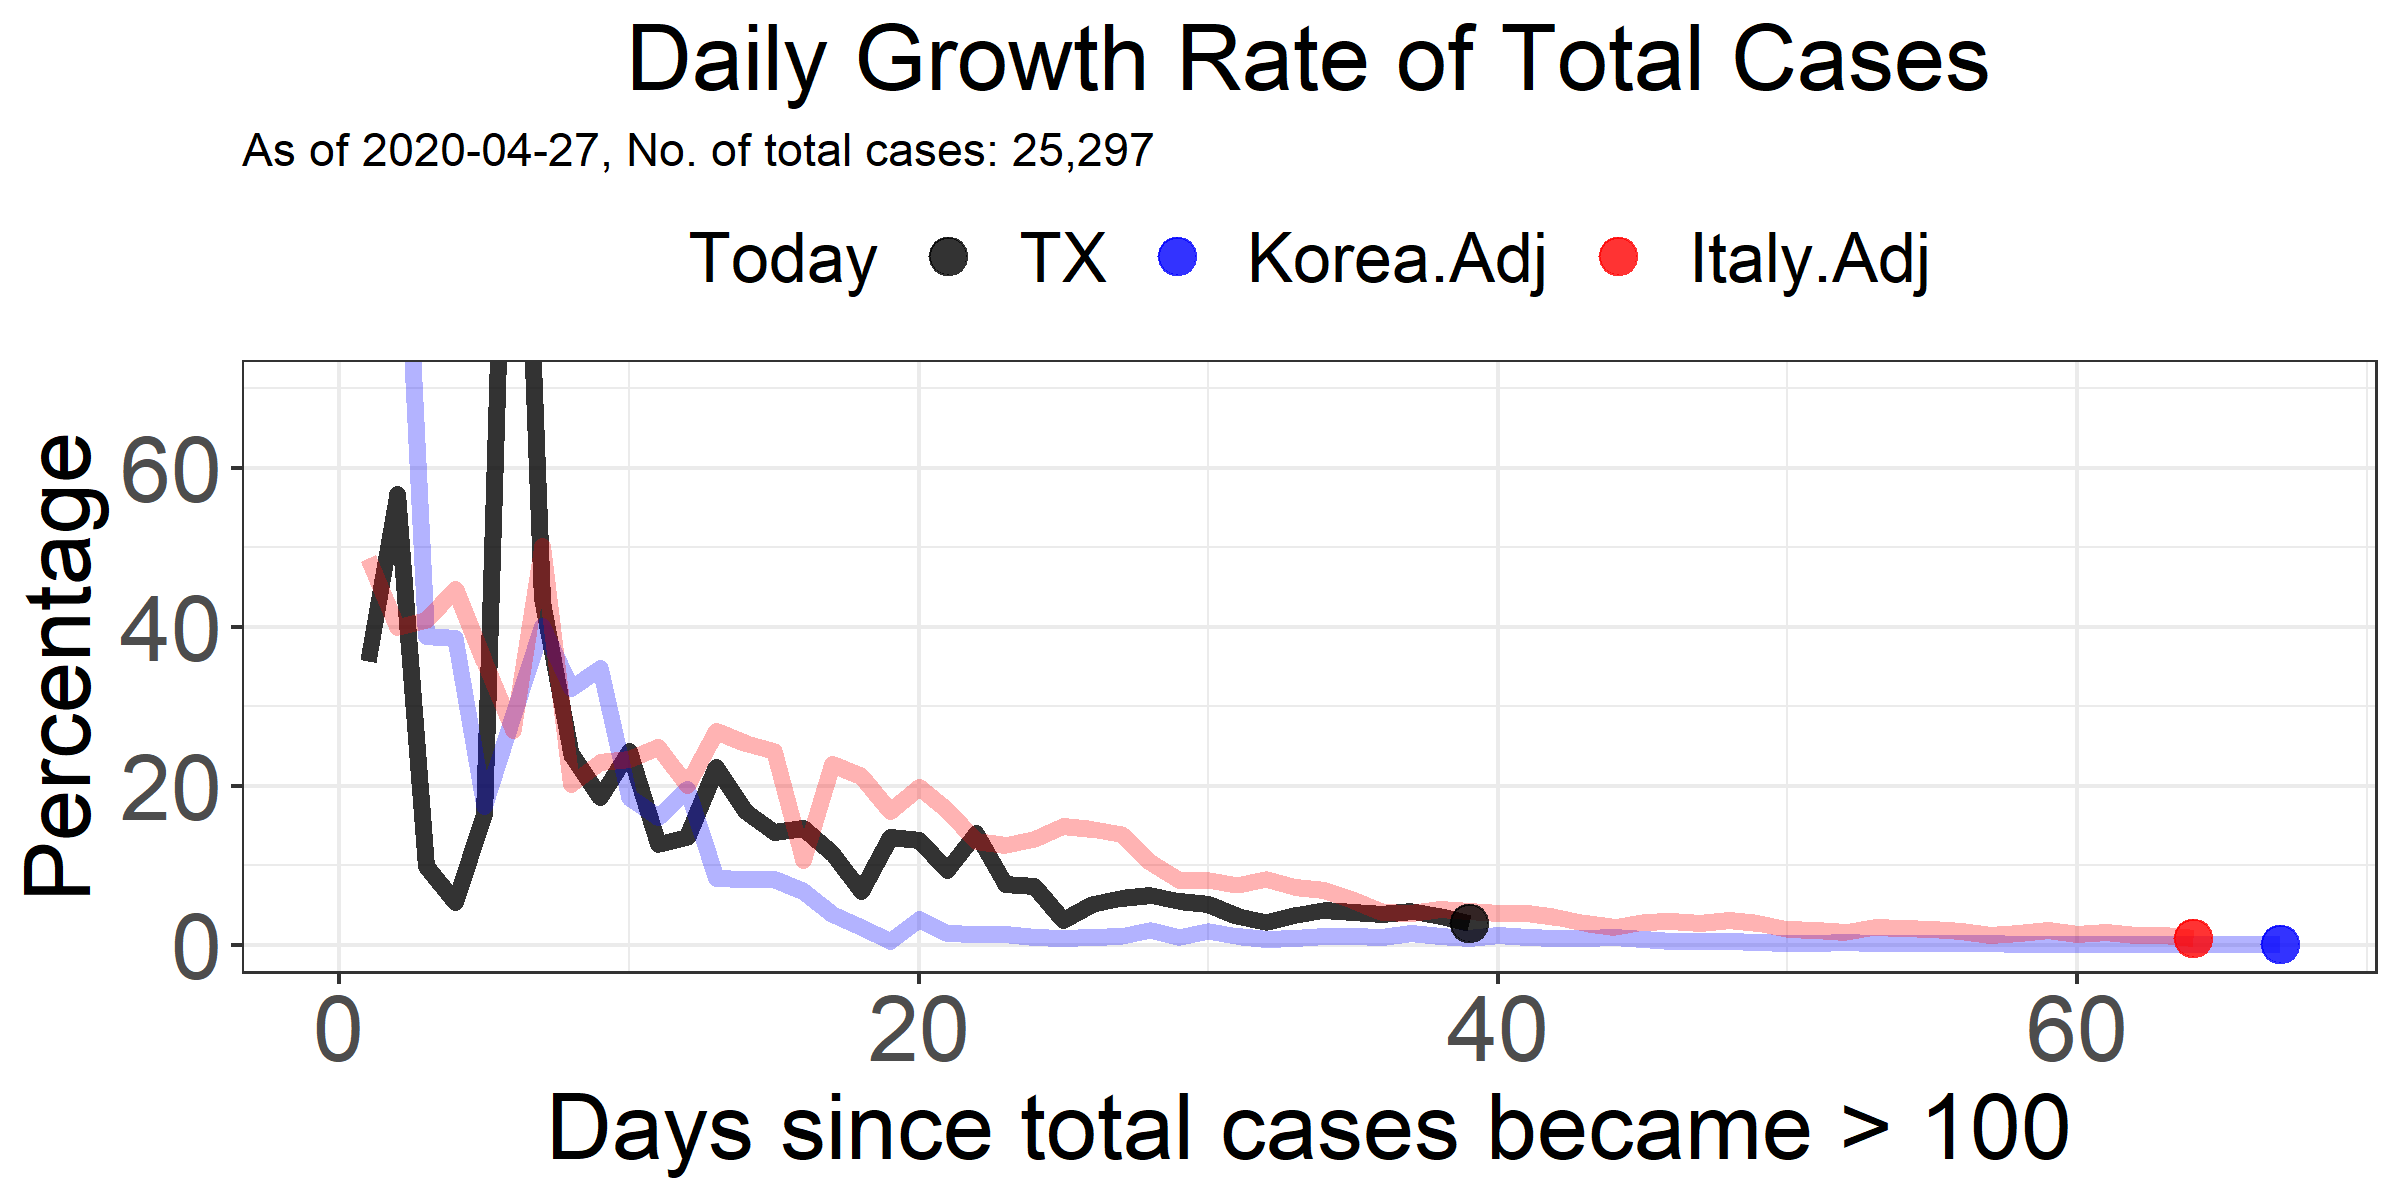 Daily Growth Rate of Total Cases
As of 2020-04-27, No. of total cases: 25,297
Today TX Korea.Adj Italy.Adj
Percentage
60
40
20
0
0 20 40 60
Days since total cases became > 100